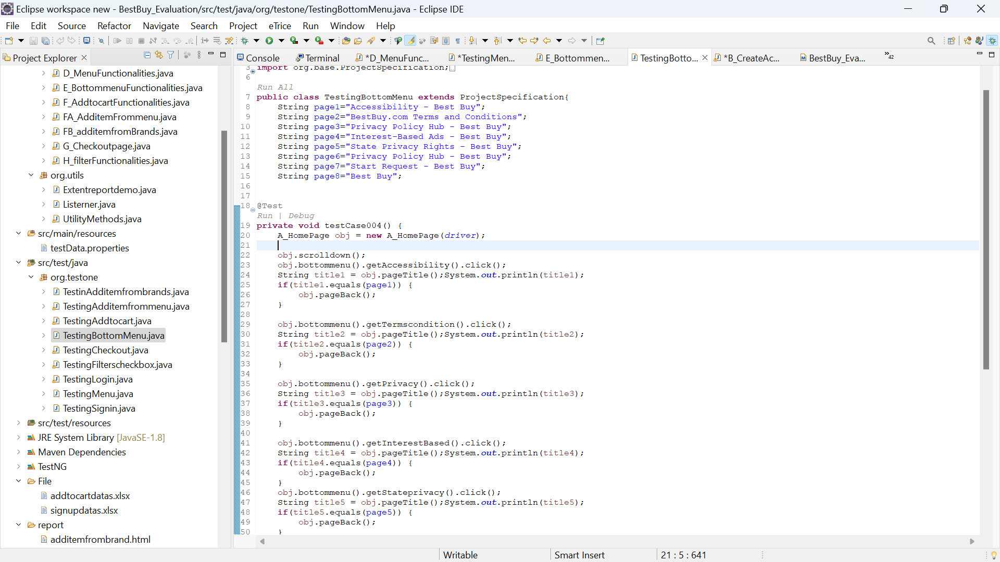 Eclipse workspace new - BestBuy_Evaluation/src/test/java/org/testone/TestingBottomMenu.java - Eclipse IDE
File Edit Source Refactor Navigate Search Project eTrice Run Window Help
Project Explorer
D_MenuFunctionalities.java
E_BottommenuFunctionalities.java
F_AddtocartFunctionalities.java
FA_AdditemFrommenu.java
FB_additemfromBrands.java
G_Checkoutpage.java
H_filterFunctionalities.java
org.utils
Extentreportdemo.java
Listerner.java
UtilityMethods.java
src/main/resources
testData.properties
src/test/java
org.testone
TestinAdditemfrombrands.java
TestingAdditemfrommenu.java
TestingAddtocart.java
TestingBottomMenu.java
TestingCheckout.java
TestingFilterscheckbox.java
TestingLogin.java
TestingMenu.java
TestingSignin.java
src/test/resources
JRE System Library [JavaSE-1.8]
Maven Dependencies
TestNG
File
addtocartdatas.xlsx
signupdatas.xlsx
report
additemfrombrand.html
Console Terminal *D_MenuFunc... *TestingMen... E_Bottommen... TestingBotto... *B_CreateAc... BestBuy_Eva... »42
3 import org.base.ProjectSpecification;
6
Run All
7 public class TestingBottomMenu extends ProjectSpecification{
8 String page1="Accessibility - Best Buy";
9 String page2="BestBuy.com Terms and Conditions";
10 String page3="Privacy Policy Hub - Best Buy";
11 String page4="Interest-Based Ads - Best Buy";
12 String page5="State Privacy Rights - Best Buy";
13 String page6="Privacy Policy Hub - Best Buy";
14 String page7="Start Request - Best Buy";
15 String page8="Best Buy";
16
17
18 @Test
Run | Debug
19 private void testCase004() {
20 A_HomePage obj = new A_HomePage(driver);
21
22 obj.scrolldown();
23 obj.bottommenu().getAccessibility().click();
24 String title1 = obj.pageTitle();System.out.println(title1);
25 if(title1.equals(page1)) {
26 obj.pageBack();
27 }
28
29 obj.bottommenu().getTermscondition().click();
30 String title2 = obj.pageTitle();System.out.println(title2);
31 if(title2.equals(page2)) {
32 obj.pageBack();
33 }
34
35 obj.bottommenu().getPrivacy().click();
36 String title3 = obj.pageTitle();System.out.println(title3);
37 if(title3.equals(page3)) {
38 obj.pageBack();
39 }
40
41 obj.bottommenu().getInterestBased().click();
42 String title4 = obj.pageTitle();System.out.println(title4);
43 if(title4.equals(page4)) {
44 obj.pageBack();
45 }
46 obj.bottommenu().getStateprivacy().click();
47 String title5 = obj.pageTitle();System.out.println(title5);
48 if(title5.equals(page5)) {
49 obj.pageBack();
50 }
Writable Smart Insert 21 : 5 : 641